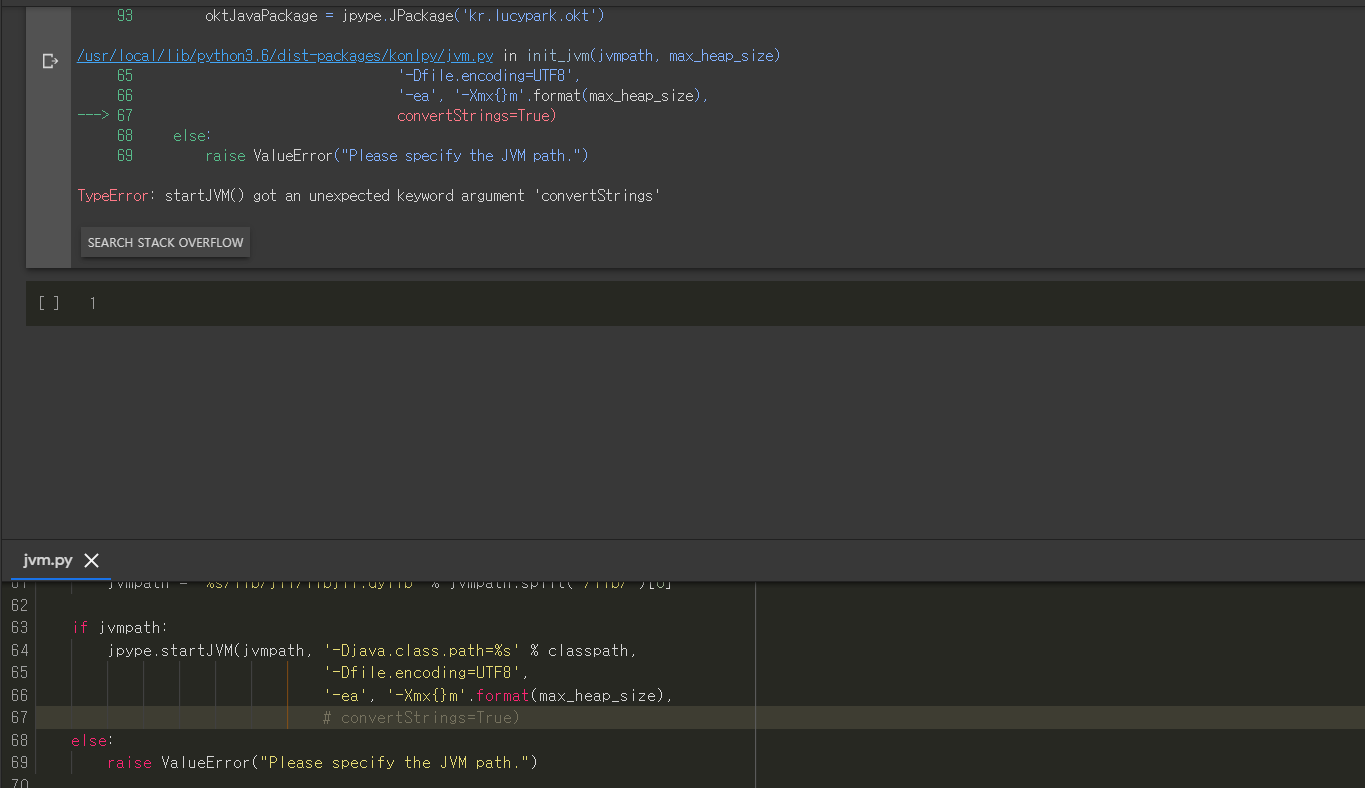 93 oktJavaPackage = jpype.JPackage('kr.lucypark.okt')
/usr/local/lib/python3.6/dist-packages/konlpy/jvm.py in init_jvm(jvmpath, max_heap_size)
65 '-Dfile.encoding=UTF8',
66 '-ea', '-Xmx{}m'.format(max_heap_size),
---> 67 convertStrings=True)
68 else:
69 raise ValueError("Please specify the JVM path.")
TypeError: startJVM() got an unexpected keyword argument 'convertStrings'
SEARCH STACK OVERFLOW
[ ] 1
jvm.py
62
63 if jvmpath:
64 jpype.startJVM(jvmpath, '-Djava.class.path=%s' % classpath,
65 '-Dfile.encoding=UTF8',
66 '-ea', '-Xmx{}m'.format(max_heap_size),
67 # convertStrings=True)
68 else:
69 raise ValueError("Please specify the JVM path.")
70